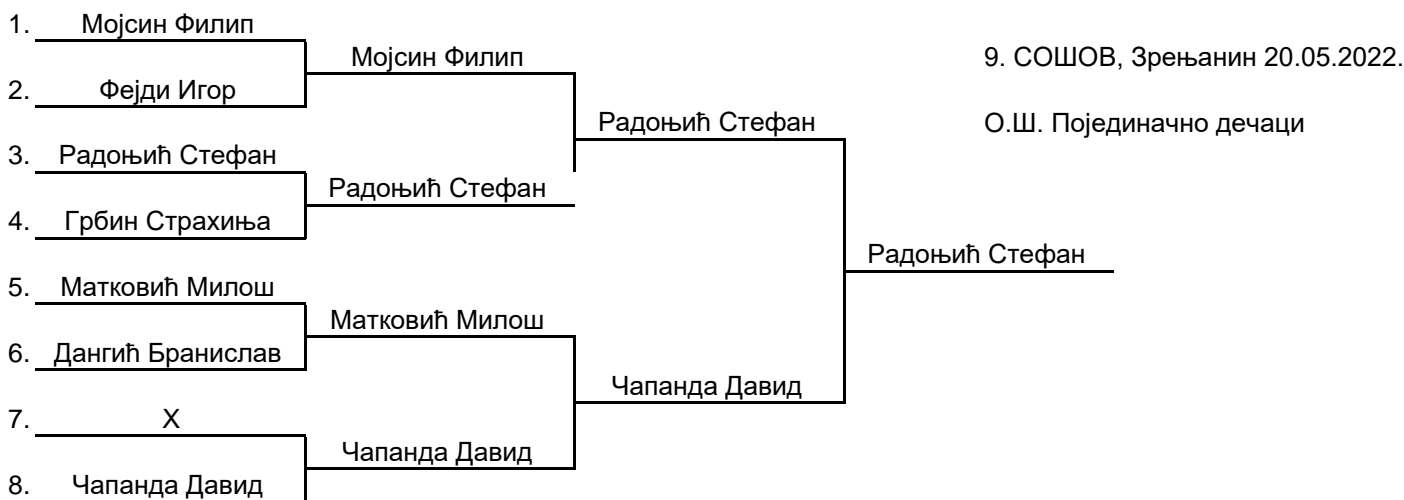 1. Мојсин Филип
Мојсин Филип
9. СОШОВ, Зрењанин 20.05.2022.
2. Фејди Игор
Радоњић Стефан
О.Ш. Појединачно дечаци
3. Радоњић Стефан
Радоњић Стефан
4. Грбин Страхиња
Радоњић Стефан
5. Матковић Милош
Матковић Милош
6. Дангић Бранислав
Чапанда Давид
7. X
Чапанда Давид
8. Чапанда Давид